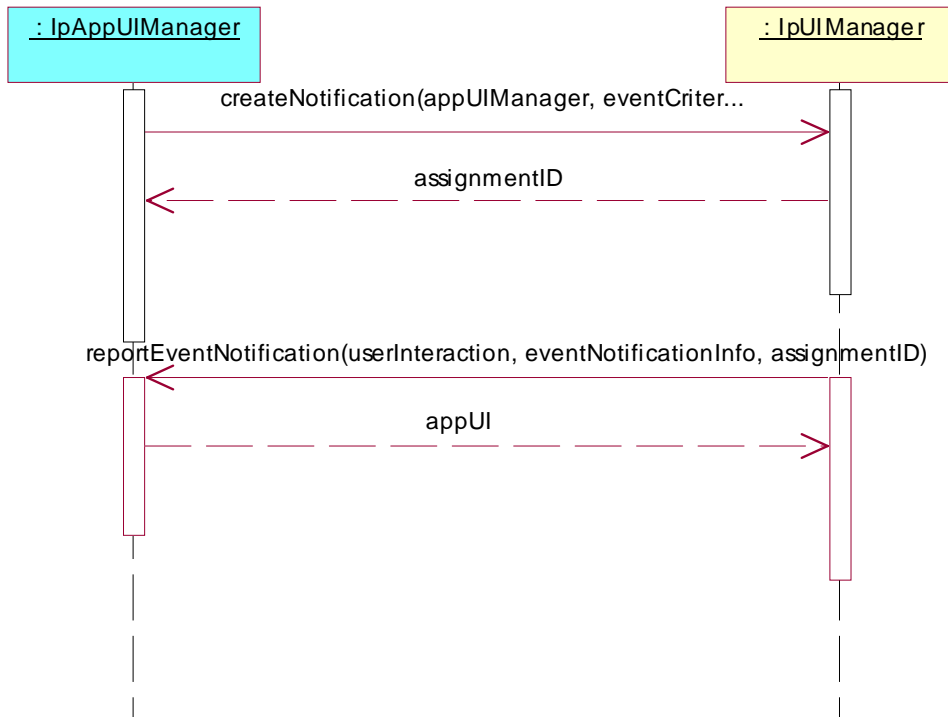 : IpAppUIManager
: IpUIManager
createNotification(appUIManager, eventCriter...
assignmentID
reportEventNotification(userInteraction, eventNotificationInfo, assignmentID)
appUI